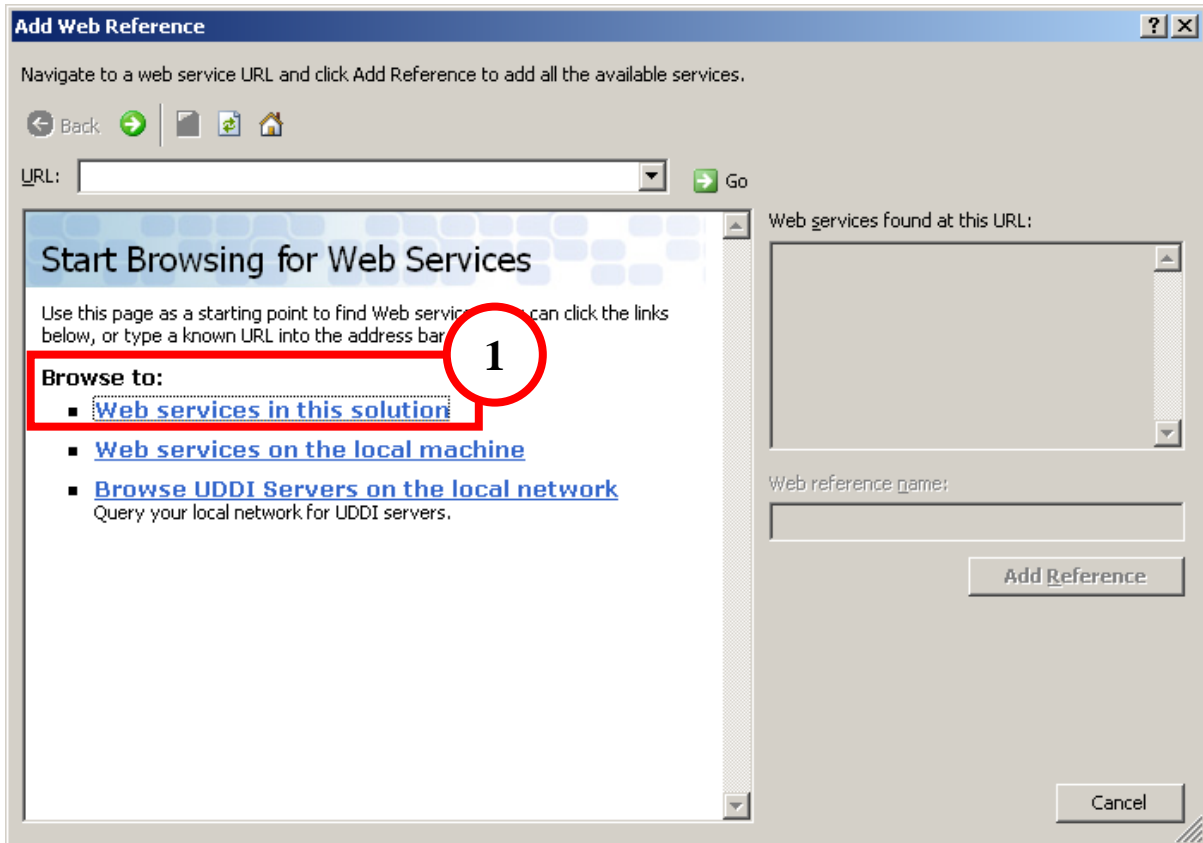 Add Web Reference
Navigate to a web service URL and click Add Reference to add all the available services.
Back
URL:
Go
Start Browsing for Web Services
Use this page as a starting point to find Web servic can click the links
below, or type a known URL into the address bar
1
Browse to:
Web services in this solution
Web services on the local machine
Browse UDDI Servers on the local network
Query your local network for UDDI servers.
Web services found at this URL:
Web reference name:
Add Reference
Cancel